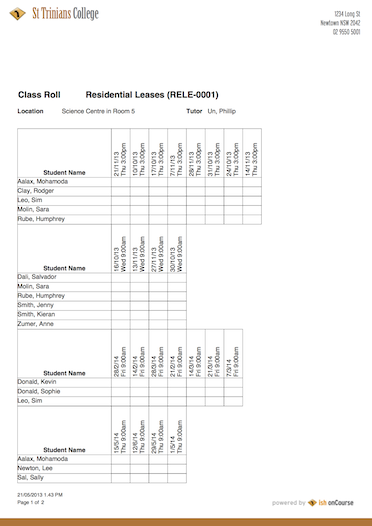 St Trinians College
1234 Long St
Newtown NSW 2042
02 9550 5001
Class Roll Residential Leases (RELE-0001)
Location Science Centre in Room 5 Tutor Un, Phillip
Student Name
21/11/13 Thu 3:00pm
10/10/13 Thu 3:00pm
17/10/13 Thu 3:00pm
7/11/13 Thu 3:00pm
28/11/13 Thu 3:00pm
31/10/13 Thu 3:00pm
24/10/13 Thu 3:00pm
14/11/13 Thu 3:00pm
Aalax, Mohamoda
Clay, Rodger
Leo, Sim
Molin, Sara
Rube, Humphrey
Student Name
16/10/13 Wed 9:00am
13/11/13 Wed 9:00am
27/11/13 Wed 9:00am
30/10/13 Wed 9:00am
Dali, Salvador
Molin, Sara
Rube, Humphrey
Smith, Jenny
Smith, Kieran
Zumer, Anne
Student Name
28/2/14 Fri 9:00am
14/2/14 Fri 9:00am
28/3/14 Fri 9:00am
21/2/14 Fri 9:00am
14/3/14 Fri 9:00am
21/3/14 Fri 9:00am
7/3/14 Fri 9:00am
Donald, Kevin
Donald, Sophie
Leo, Sim
Student Name
15/5/14 Thu 9:00am
12/6/14 Thu 9:00am
29/5/14 Thu 9:00am
1/5/14 Thu 9:00am
Aalax, Mohamoda
Newton, Lee
Sal, Sally
21/05/2013 1.43 PM
Page 1 of 2
powered by ish onCourse